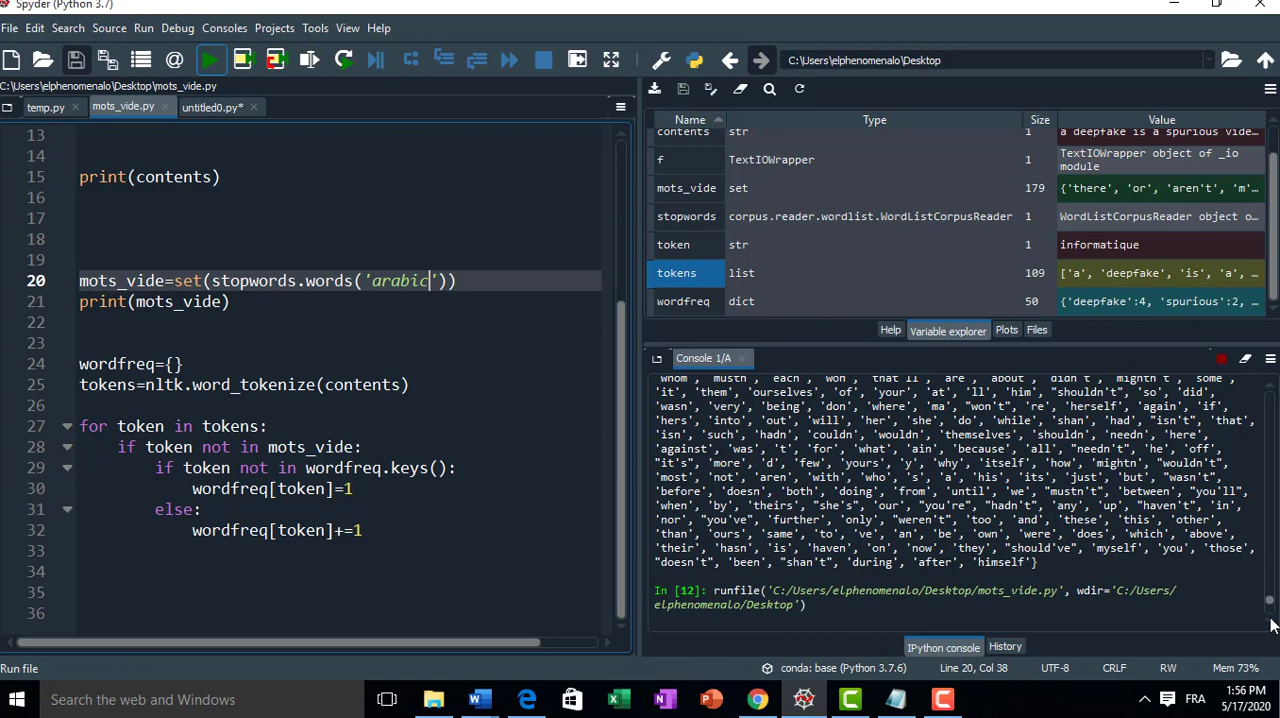 Spyder (Python 3.7)
File Edit Search Source Run Debug Consoles Projects Tools View Help
C:\Users\elphenomenalo\Desktop
C:\Users\elphenomenalo\Desktop\mots_vide.py
temp.py mots_vide.py untitled0.py*
13
14
15 print(contents)
16
17
18
19
20 mots_vide=set(stopwords.words('arabic'))
21 print(mots_vide)
22
23
24 wordfreq={}
25 tokens=nltk.word_tokenize(contents)
26
27 for token in tokens:
28 if token not in mots_vide:
29 if token not in wordfreq.keys():
30 wordfreq[token]=1
31 else:
32 wordfreq[token]+=1
33
34
35
36
Name Type Size Value
contents str 1 a deepfake is a spurious vide…
f TextIOWrapper 1 TextIOWrapper object of _io
module
mots_vide set 179 {'there', 'or', 'aren't', 'm'…
stopwords corpus.reader.wordlist.WordListCorpusReader 1 WordListCorpusReader object o…
token str 1 informatique
tokens list 109 ['a', 'deepfake', 'is', 'a', …
wordfreq dict 50 {'deepfake':4, 'spurious':2, …
Help Variable explorer Plots Files
Console 1/A
'whom', 'mustn', 'each', 'won', "that'll", 'are', 'about', "didn't", "mightn't", 'some',
'it', 'them', 'ourselves', 'of', 'your', 'at', 'll', 'him', "shouldn't", 'so', 'did',
'wasn', 'very', 'being', 'don', 'where', 'ma', "won't", 're', 'herself', 'again', 'if',
'hers', 'into', 'out', 'will', 'her', 'she', 'do', 'while', 'shan', 'had', "isn't", 'that',
'isn', 'such', 'hadn', 'couldn', 'wouldn', 'themselves', 'shouldn', 'needn', 'here',
'against', 'was', 't', 'for', 'what', 'ain', 'because', 'all', "needn't", 'he', 'off',
"it's", 'more', 'd', 'few', 'yours', 'y', 'why', 'itself', 'how', 'mightn', "wouldn't",
'most', 'not', 'aren', 'with', 'who', 's', 'a', 'his', 'its', 'just', 'but', "wasn't",
'before', 'doesn', 'both', 'doing', 'from', 'until', 'we', "mustn't", 'between', "you'll",
'when', 'by', 'theirs', "she's", 'our', "you're", "hadn't", 'any', 'up', "haven't", 'in',
'nor', "you've", 'further', 'only', "weren't", 'too', 'and', 'these', 'this', 'other',
'than', 'ours', 'same', 'to', 've', 'an', 'be', 'own', 'were', 'does', 'which', 'above',
'their', 'hasn', 'is', 'haven', 'on', 'now', 'they', "should've", 'myself', 'you', 'those',
"doesn't", 'been', "shan't", 'during', 'after', 'himself'}
In [12]: runfile('C:/Users/elphenomenalo/Desktop/mots_vide.py', wdir='C:/Users/
elphenomenalo/Desktop')
IPython console History
Run file conda: base (Python 3.7.6) Line 20, Col 38 UTF-8 CRLF RW Mem 73%
Search the web and Windows FRA 1:56 PM
5/17/2020